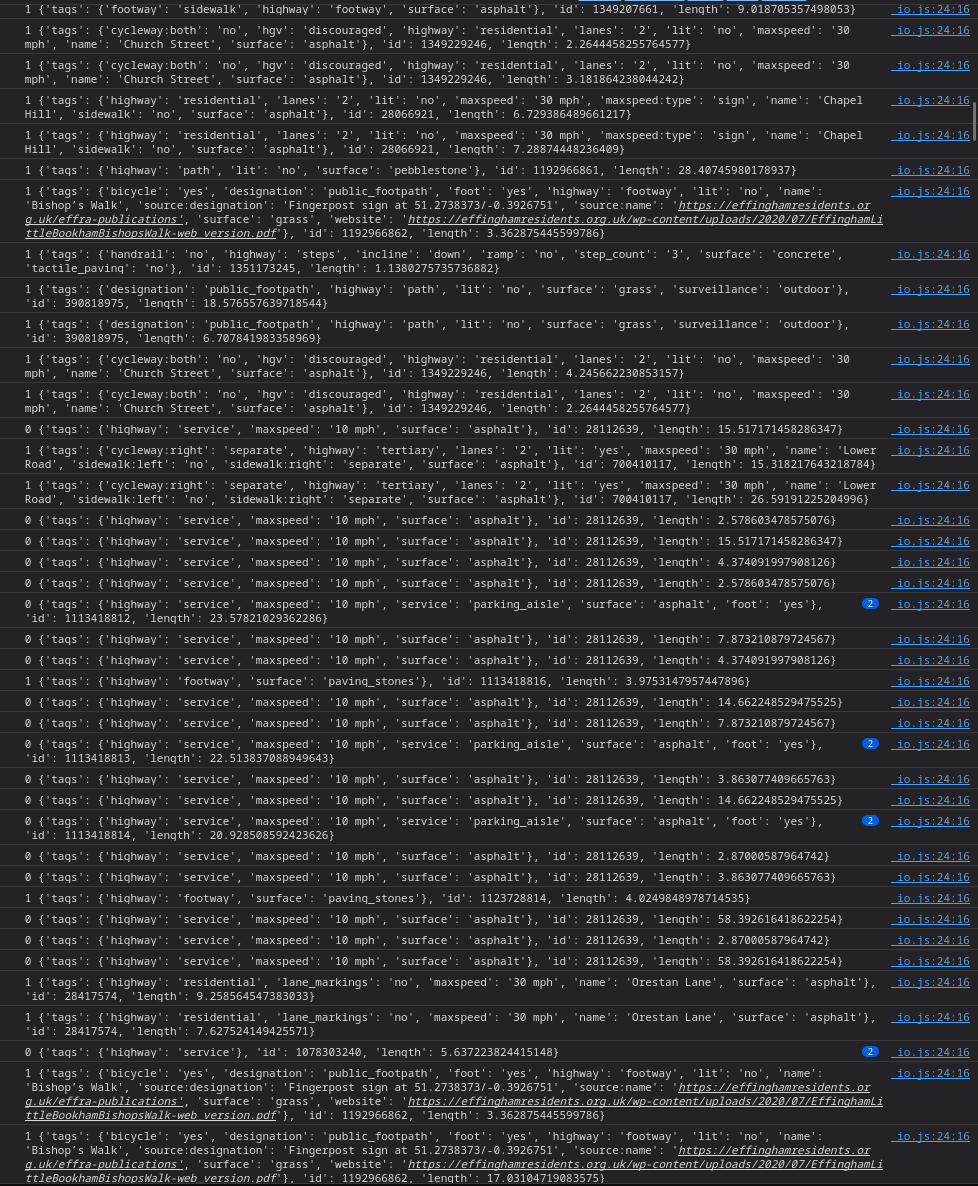 1 {'tags': {'footway': 'sidewalk', 'highway': 'footway', 'surface': 'asphalt'}, 'id': 1349207661, 'length': 9.018705357498053} io.js:24:16
1 {'tags': {'cycleway:both': 'no', 'hgv': 'discouraged', 'highway': 'residential', 'lanes': '2', 'lit': 'no', 'maxspeed': '30 io.js:24:16
mph', 'name': 'Church Street', 'surface': 'asphalt'}, 'id': 1349229246, 'length': 2.2644458255764577}
1 {'tags': {'cycleway:both': 'no', 'hgv': 'discouraged', 'highway': 'residential', 'lanes': '2', 'lit': 'no', 'maxspeed': '30 io.js:24:16
mph', 'name': 'Church Street', 'surface': 'asphalt'}, 'id': 1349229246, 'length': 3.181864238044242}
1 {'tags': {'highway': 'residential', 'lanes': '2', 'lit': 'no', 'maxspeed': '30 mph', 'maxspeed:type': 'sign', 'name': 'Chapel io.js:24:16
Hill', 'sidewalk': 'no', 'surface': 'asphalt'}, 'id': 28066921, 'length': 6.729386489661217}
1 {'tags': {'highway': 'residential', 'lanes': '2', 'lit': 'no', 'maxspeed': '30 mph', 'maxspeed:type': 'sign', 'name': 'Chapel io.js:24:16
Hill', 'sidewalk': 'no', 'surface': 'asphalt'}, 'id': 28066921, 'length': 7.28874448236409}
1 {'tags': {'highway': 'path', 'lit': 'no', 'surface': 'pebblestone'}, 'id': 1192966861, 'length': 28.40745980178937} io.js:24:16
1 {'tags': {'bicycle': 'yes', 'designation': 'public_footpath', 'foot': 'yes', 'highway': 'footway', 'lit': 'no', 'name': io.js:24:16
'Bishop’s Walk', 'source:designation': 'Fingerpost sign at 51.2738373/-0.3926751', 'source:name': 'https://effinghamresidents.or
g.uk/effra-publications', 'surface': 'grass', 'website': 'https://effinghamresidents.org.uk/wp-content/uploads/2020/07/EffinghamLi
ttleBookhamBishopsWalk-web_version.pdf'}, 'id': 1192966862, 'length': 3.362875445599786}
1 {'tags': {'handrail': 'no', 'highway': 'steps', 'incline': 'down', 'ramp': 'no', 'step_count': '3', 'surface': 'concrete', io.js:24:16
'tactile_paving': 'no'}, 'id': 1351173245, 'length': 1.1380275735736882}
1 {'tags': {'designation': 'public_footpath', 'highway': 'path', 'lit': 'no', 'surface': 'grass', 'surveillance': 'outdoor'}, io.js:24:16
'id': 390818975, 'length': 18.576557639718544}
1 {'tags': {'designation': 'public_footpath', 'highway': 'path', 'lit': 'no', 'surface': 'grass', 'surveillance': 'outdoor'}, io.js:24:16
'id': 390818975, 'length': 6.707841983358969}
1 {'tags': {'cycleway:both': 'no', 'hgv': 'discouraged', 'highway': 'residential', 'lanes': '2', 'lit': 'no', 'maxspeed': '30 io.js:24:16
mph', 'name': 'Church Street', 'surface': 'asphalt'}, 'id': 1349229246, 'length': 4.245662230853157}
1 {'tags': {'cycleway:both': 'no', 'hgv': 'discouraged', 'highway': 'residential', 'lanes': '2', 'lit': 'no', 'maxspeed': '30 io.js:24:16
mph', 'name': 'Church Street', 'surface': 'asphalt'}, 'id': 1349229246, 'length': 2.2644458255764577}
0 {'tags': {'highway': 'service', 'maxspeed': '10 mph', 'surface': 'asphalt'}, 'id': 28112639, 'length': 15.517171458286347} io.js:24:16
1 {'tags': {'cycleway:right': 'separate', 'highway': 'tertiary', 'lanes': '2', 'lit': 'yes', 'maxspeed': '30 mph', 'name': 'Lower io.js:24:16
Road', 'sidewalk:left': 'no', 'sidewalk:right': 'separate', 'surface': 'asphalt'}, 'id': 700410117, 'length': 15.318217643218784}
1 {'tags': {'cycleway:right': 'separate', 'highway': 'tertiary', 'lanes': '2', 'lit': 'yes', 'maxspeed': '30 mph', 'name': 'Lower io.js:24:16
Road', 'sidewalk:left': 'no', 'sidewalk:right': 'separate', 'surface': 'asphalt'}, 'id': 700410117, 'length': 26.59191225204996}
0 {'tags': {'highway': 'service', 'maxspeed': '10 mph', 'surface': 'asphalt'}, 'id': 28112639, 'length': 2.578603478575076} io.js:24:16
0 {'tags': {'highway': 'service', 'maxspeed': '10 mph', 'surface': 'asphalt'}, 'id': 28112639, 'length': 15.517171458286347} io.js:24:16
0 {'tags': {'highway': 'service', 'maxspeed': '10 mph', 'surface': 'asphalt'}, 'id': 28112639, 'length': 4.374091997908126} io.js:24:16
0 {'tags': {'highway': 'service', 'maxspeed': '10 mph', 'surface': 'asphalt'}, 'id': 28112639, 'length': 2.578603478575076} io.js:24:16
0 {'tags': {'highway': 'service', 'maxspeed': '10 mph', 'service': 'parking_aisle', 'surface': 'asphalt', 'foot': 'yes'}, 2 io.js:24:16
'id': 1113418812, 'length': 23.57821029362286}
0 {'tags': {'highway': 'service', 'maxspeed': '10 mph', 'surface': 'asphalt'}, 'id': 28112639, 'length': 7.873210879724567} io.js:24:16
0 {'tags': {'highway': 'service', 'maxspeed': '10 mph', 'surface': 'asphalt'}, 'id': 28112639, 'length': 4.374091997908126} io.js:24:16
1 {'tags': {'highway': 'footway', 'surface': 'paving_stones'}, 'id': 1113418816, 'length': 3.9753147957447896} io.js:24:16
0 {'tags': {'highway': 'service', 'maxspeed': '10 mph', 'surface': 'asphalt'}, 'id': 28112639, 'length': 14.662248529475525} io.js:24:16
0 {'tags': {'highway': 'service', 'maxspeed': '10 mph', 'surface': 'asphalt'}, 'id': 28112639, 'length': 7.873210879724567} io.js:24:16
0 {'tags': {'highway': 'service', 'maxspeed': '10 mph', 'service': 'parking_aisle', 'surface': 'asphalt', 'foot': 'yes'}, 2 io.js:24:16
'id': 1113418813, 'length': 22.513837088949643}
0 {'tags': {'highway': 'service', 'maxspeed': '10 mph', 'surface': 'asphalt'}, 'id': 28112639, 'length': 3.863077409665763} io.js:24:16
0 {'tags': {'highway': 'service', 'maxspeed': '10 mph', 'surface': 'asphalt'}, 'id': 28112639, 'length': 14.662248529475525} io.js:24:16
0 {'tags': {'highway': 'service', 'maxspeed': '10 mph', 'service': 'parking_aisle', 'surface': 'asphalt', 'foot': 'yes'}, 2 io.js:24:16
'id': 1113418814, 'length': 20.928508592423626}
0 {'tags': {'highway': 'service', 'maxspeed': '10 mph', 'surface': 'asphalt'}, 'id': 28112639, 'length': 2.87000587964742} io.js:24:16
0 {'tags': {'highway': 'service', 'maxspeed': '10 mph', 'surface': 'asphalt'}, 'id': 28112639, 'length': 3.863077409665763} io.js:24:16
1 {'tags': {'highway': 'footway', 'surface': 'paving_stones'}, 'id': 1123728814, 'length': 4.0249848978714535} io.js:24:16
0 {'tags': {'highway': 'service', 'maxspeed': '10 mph', 'surface': 'asphalt'}, 'id': 28112639, 'length': 58.392616418622254} io.js:24:16
0 {'tags': {'highway': 'service', 'maxspeed': '10 mph', 'surface': 'asphalt'}, 'id': 28112639, 'length': 2.87000587964742} io.js:24:16
0 {'tags': {'highway': 'service', 'maxspeed': '10 mph', 'surface': 'asphalt'}, 'id': 28112639, 'length': 58.392616418622254} io.js:24:16
1 {'tags': {'highway': 'residential', 'lane_markings': 'no', 'maxspeed': '30 mph', 'name': 'Orestan Lane', 'surface': 'asphalt'}, io.js:24:16
'id': 28417574, 'length': 9.258564547383033}
1 {'tags': {'highway': 'residential', 'lane_markings': 'no', 'maxspeed': '30 mph', 'name': 'Orestan Lane', 'surface': 'asphalt'}, io.js:24:16
'id': 28417574, 'length': 7.627524149425571}
0 {'tags': {'highway': 'service'}, 'id': 1078303240, 'length': 5.637223824415148} 2 io.js:24:16
1 {'tags': {'bicycle': 'yes', 'designation': 'public_footpath', 'foot': 'yes', 'highway': 'footway', 'lit': 'no', 'name': io.js:24:16
'Bishop’s Walk', 'source:designation': 'Fingerpost sign at 51.2738373/-0.3926751', 'source:name': 'https://effinghamresidents.or
g.uk/effra-publications', 'surface': 'grass', 'website': 'https://effinghamresidents.org.uk/wp-content/uploads/2020/07/EffinghamLi
ttleBookhamBishopsWalk-web_version.pdf'}, 'id': 1192966862, 'length': 3.362875445599786}
1 {'tags': {'bicycle': 'yes', 'designation': 'public_footpath', 'foot': 'yes', 'highway': 'footway', 'lit': 'no', 'name': io.js:24:16
'Bishop’s Walk', 'source:designation': 'Fingerpost sign at 51.2738373/-0.3926751', 'source:name': 'https://effinghamresidents.or
g.uk/effra-publications', 'surface': 'grass', 'website': 'https://effinghamresidents.org.uk/wp-content/uploads/2020/07/EffinghamLi
ttleBookhamBishopsWalk-web_version.pdf'}, 'id': 1192966862, 'length': 17.03104719083575}